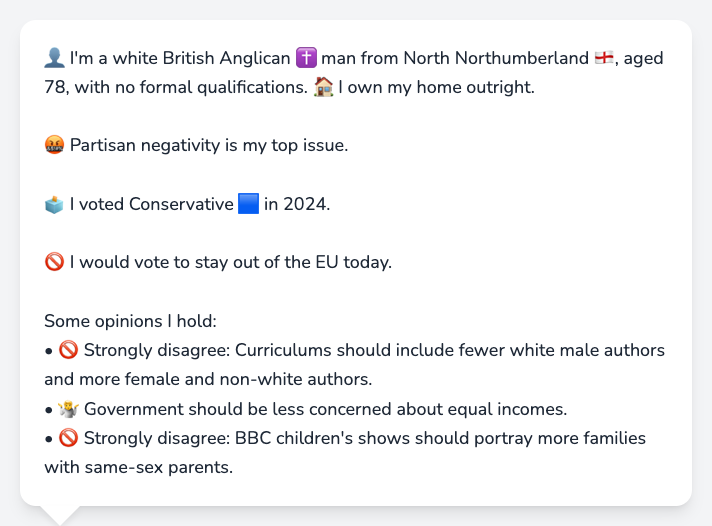 👤 I'm a white British Anglican ✝️ man from North Northumberland 🏴󠁧󠁢󠁥󠁮󠁧󠁿, aged
78, with no formal qualifications. 🏠 I own my home outright.
🤬 Partisan negativity is my top issue.
🗳️ I voted Conservative 🟦 in 2024.
🚫 I would vote to stay out of the EU today.
Some opinions I hold:
• 🚫 Strongly disagree: Curriculums should include fewer white male authors
and more female and non-white authors.
• 🤷 Government should be less concerned about equal incomes.
• 🚫 Strongly disagree: BBC children's shows should portray more families
with same-sex parents.